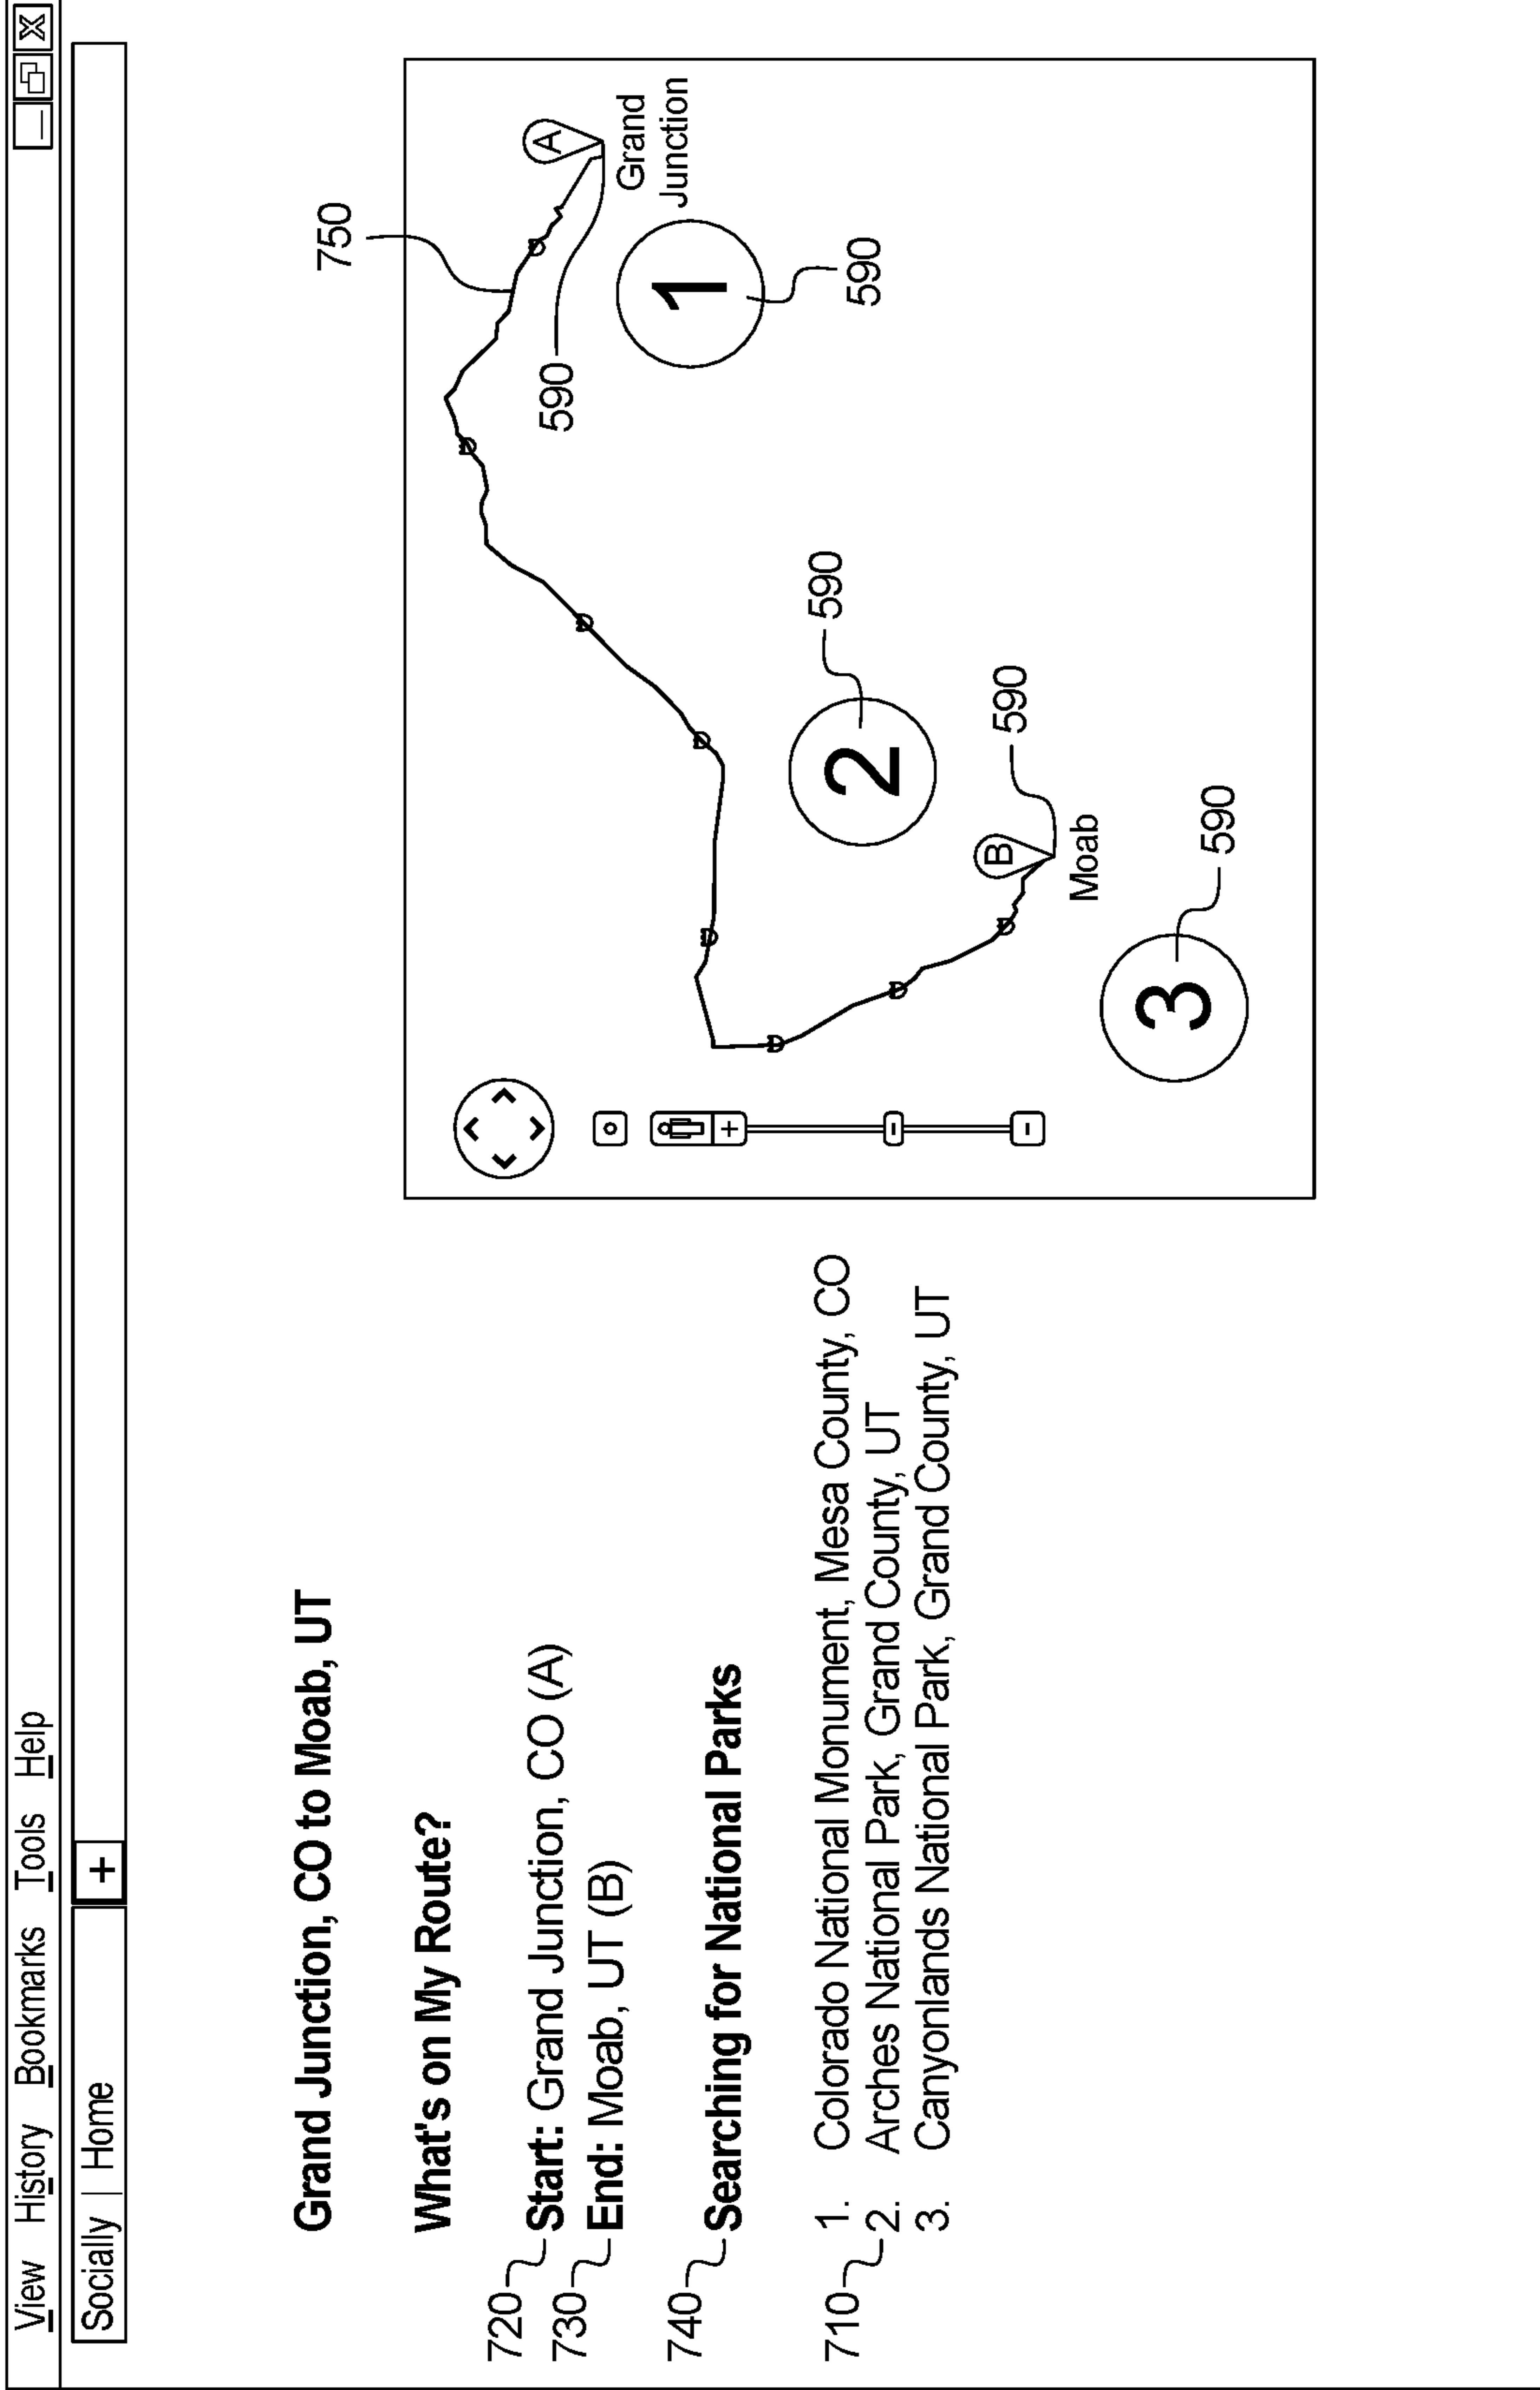 View History Bookmarks Tools Help
Socially | Home
+
Grand Junction, CO to Moab, UT
What's on My Route?
720 Start: Grand Junction, CO (A)
730 End: Moab, UT (B)
740 Searching for National Parks
710
1. Colorado National Monument, Mesa County, CO
2. Arches National Park, Grand County, UT
3. Canyonlands National Park, Grand County, UT
750
A
Grand
Junction
590
1
590
2
590
B
590
Moab
3
590
+
-
-